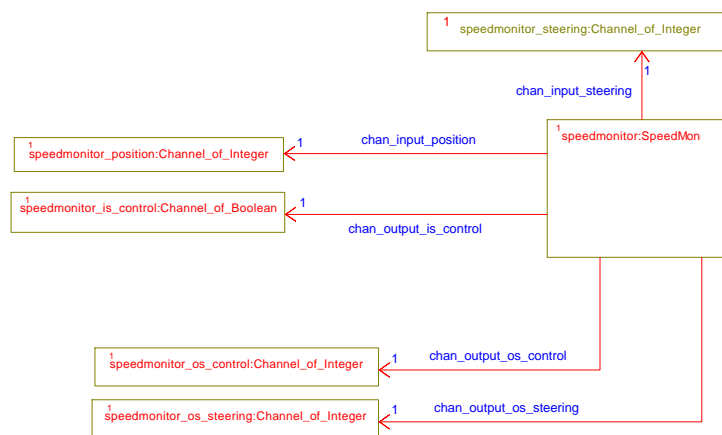 1
speedmonitor_steering:Channel_of_Integer
1
chan_input_steering
1
speedmonitor:SpeedMon
chan_input_position
1
1
speedmonitor_position:Channel_of_Integer
1
speedmonitor_is_control:Channel_of_Boolean
1
chan_output_is_control
1
speedmonitor_os_control:Channel_of_Integer
1
chan_output_os_control
1
speedmonitor_os_steering:Channel_of_Integer
1
chan_output_os_steering